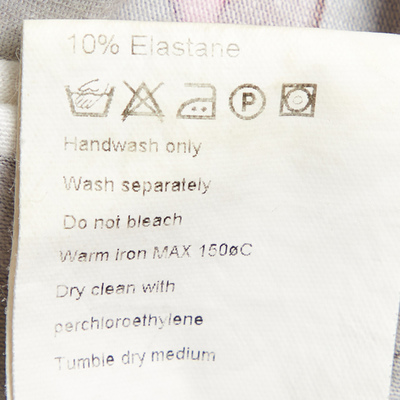 10% Elastane
P
Handwash only
Wash separately
Do not bleach
Warm iron MAX 150øC
Dry clean with
perchloroethylene
Tumble dry medium